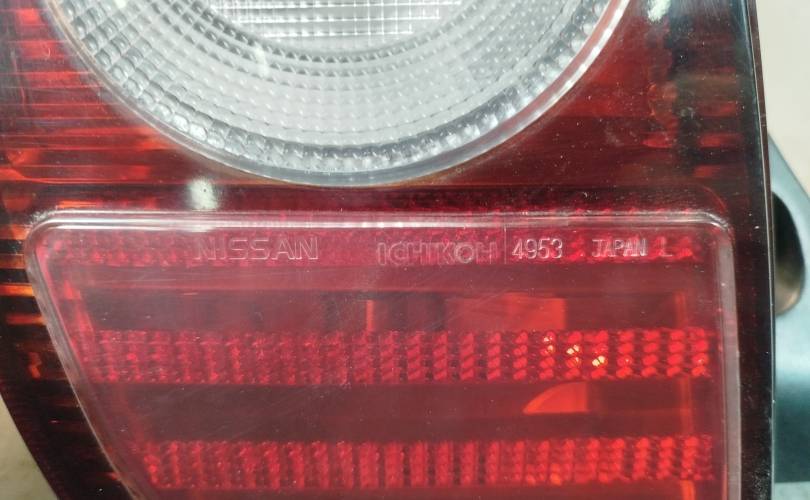 NISSAN ICHIKOH 4953 JAPAN L